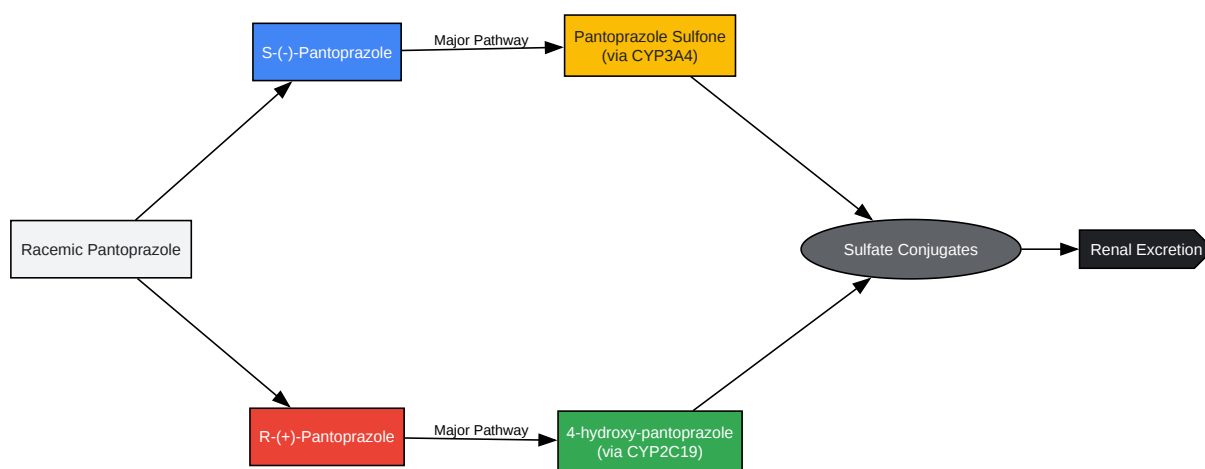 S-(-)-Pantoprazole
Major Pathway
Pantoprazole Sulfone
(via CYP3A4)
Racemic Pantoprazole
Sulfate Conjugates
Renal Excretion
R-(+)-Pantoprazole
Major Pathway
4-hydroxy-pantoprazole
(via CYP2C19)